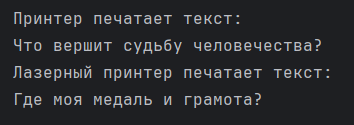 Принтер печатает текст:
Что вершит судьбу человечества?
Лазерный принтер печатает текст:
Где моя медаль и грамота?